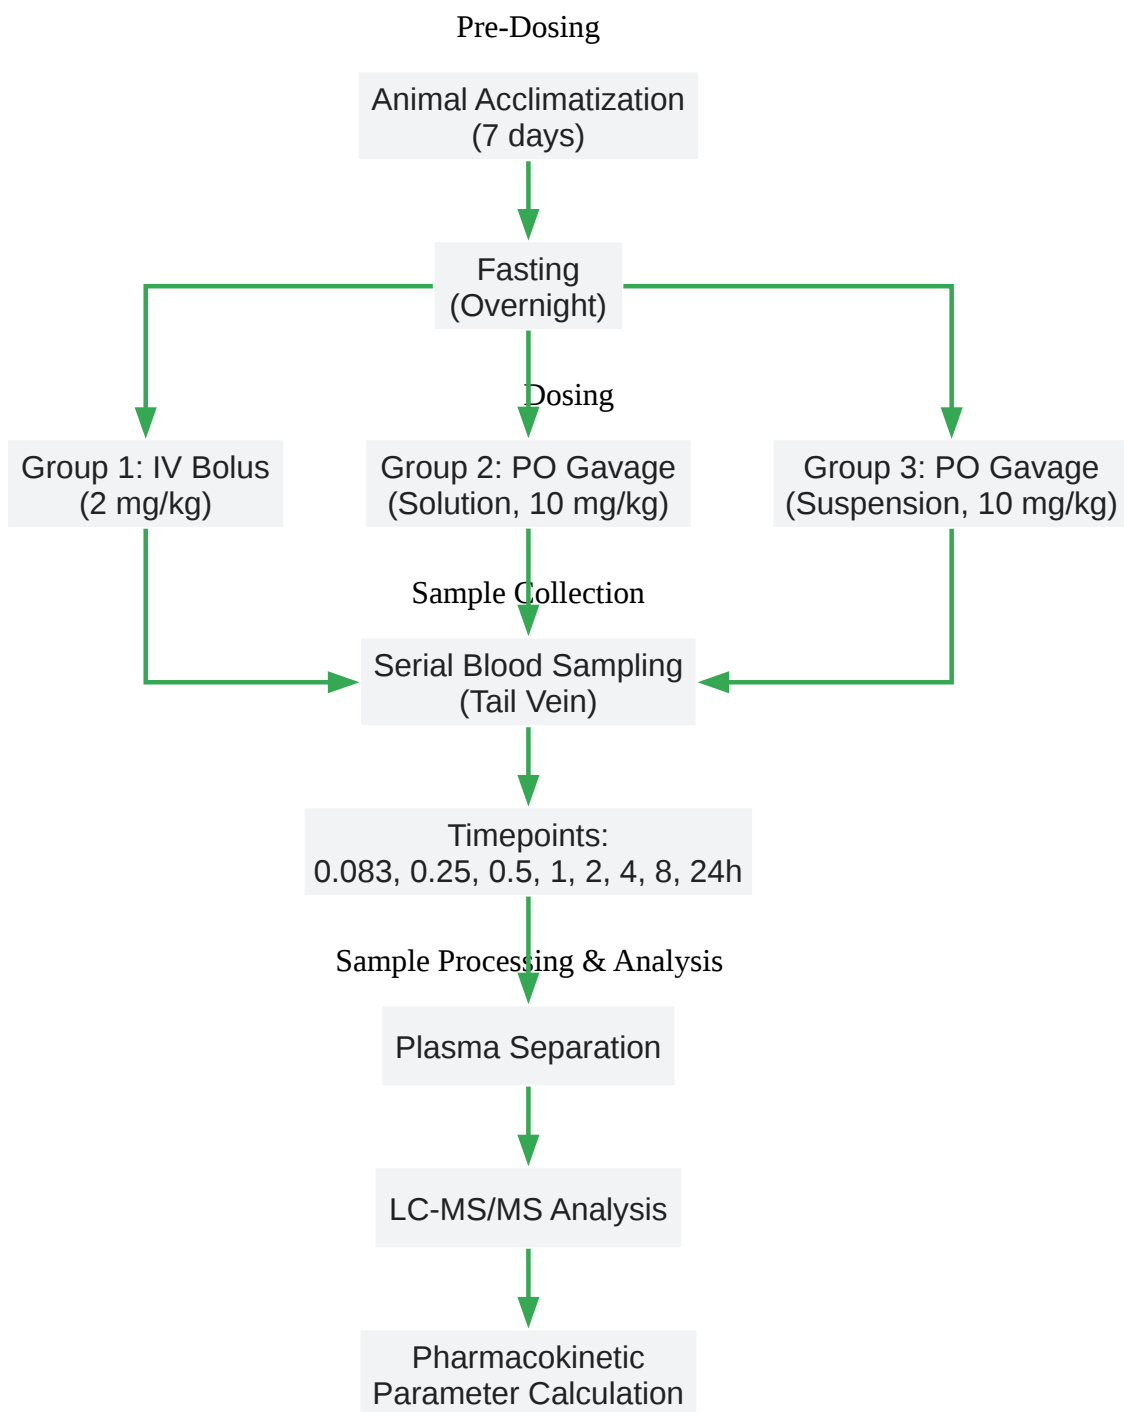 Pre-Dosing
Animal Acclimatization
(7 days)
Fasting
(Overnight)
Dosing
Group 1: IV Bolus
(2 mg/kg)
Group 2: PO Gavage
(Solution, 10 mg/kg)
Group 3: PO Gavage
(Suspension, 10 mg/kg)
Sample Collection
Serial Blood Sampling
(Tail Vein)
Timepoints:
0.083, 0.25, 0.5, 1, 2, 4, 8, 24h
Sample Processing & Analysis
Plasma Separation
LC-MS/MS Analysis
Pharmacokinetic
Parameter Calculation